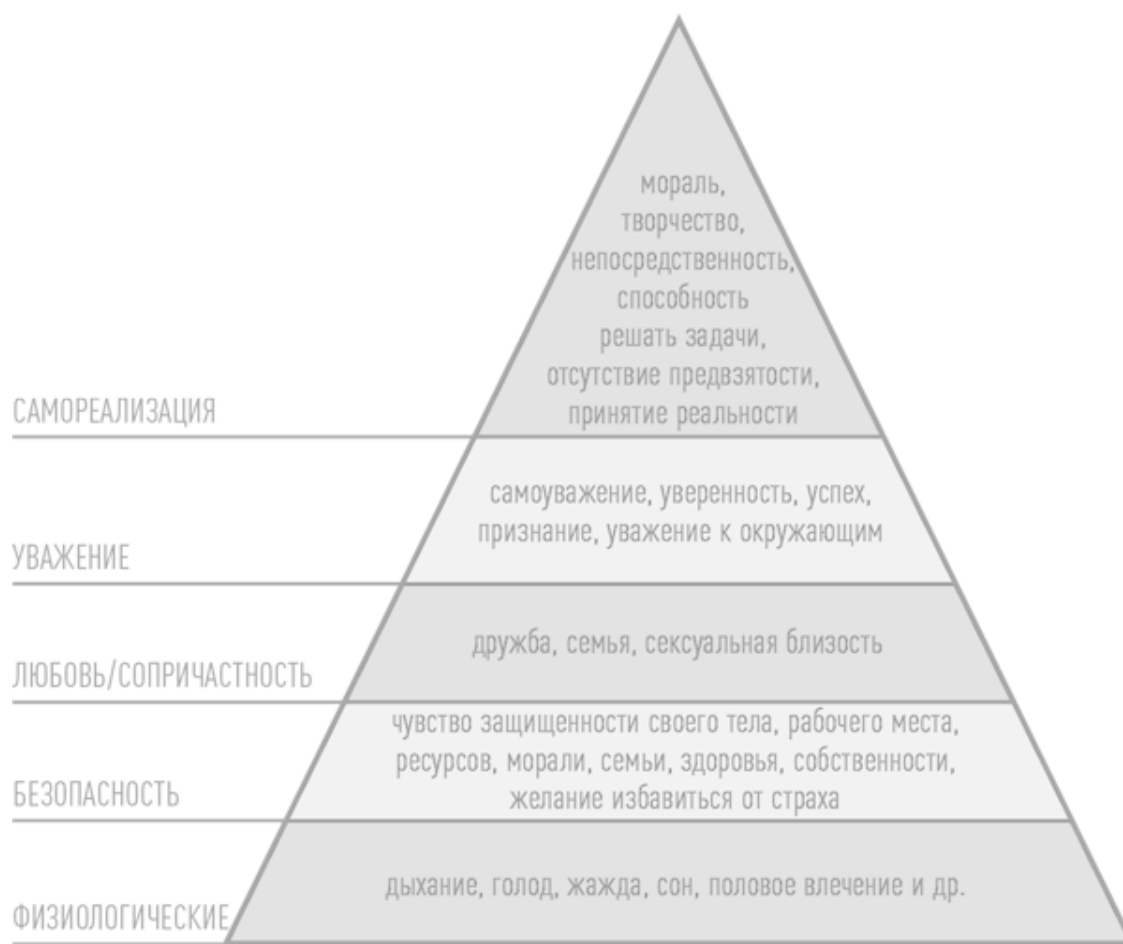 мораль,
творчество,
непосредственность,
способность
решать задачи,
отсутствие предвзятости,
принятие реальности
САМОРЕАЛИЗАЦИЯ
самоуважение, уверенность, успех,
признание, уважение к окружающим
УВАЖЕНИЕ
дружба, семья, сексуальная близость
ЛЮБОВЬ/СОПРИЧАСТНОСТЬ
чувство защищенности своего тела, рабочего места,
ресурсов, морали, семьи, здоровья, собственности,
желание избавиться от страха
БЕЗОПАСНОСТЬ
дыхание, голод, жажда, сон, половое влечение и др.
ФИЗИОЛОГИЧЕСКИЕ